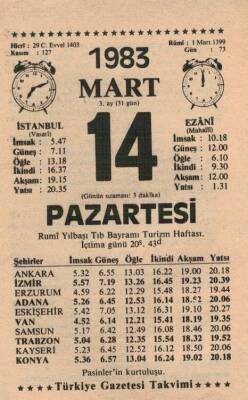 Hicrî : 29 C. Evvel 1403
Kasım : 127
Rûmî : 1 Mart 1399
Gün : 73
1983
MART
3. ay (31 gün)
İSTANBUL
(Vasatî)
İmsak : 5.47
Güneş : 7.11
Öğle : 13.18
İkindi : 16.37
Akşam : 19.15
Yatsı : 20.35
14
EZÂNÎ
(Mahallî)
İmsak : 10.18
Güneş : 12.00
Öğle : 6.10
İkindi : 9.30
Akşam : 12.00
Yatsı : 1.31
(Günün uzaması: 3 dakika)
PAZARTESİ
Rumî Yılbaşı Tıb Bayramı Turizm Haftası.
İçtima günü 20s. 43d
Şehirler İmsak Güneş Öğle İkindi Akşam Yatsı
ANKARA 5.32 6.55 13.03 16.22 19.00 20.18
İZMİR 5.57 7.19 13.26 16.45 19.23 20.39
ERZURUM 4.59 6.22 12.29 15.48 18.27 19.44
ADANA 5.26 6.45 12.53 16.14 18.52 20.06
ESKİŞEHİR 5.42 7.05 13.12 16.31 19.10 20.27
VAN 4.52 6.14 12.21 15.41 18.19 19.35
SAMSUN 5.17 6.42 12.49 16.08 18.46 20.06
TRABZON 5.04 6.28 12.35 15.54 18.32 19.52
KAYSERİ 5.23 6.45 12.52 16.12 18.50 20.06
KONYA 5.36 6.57 13.04 16.24 19.02 20.18
Pasinler'in kurtuluşu.
Türkiye Gazetesi Takvimi